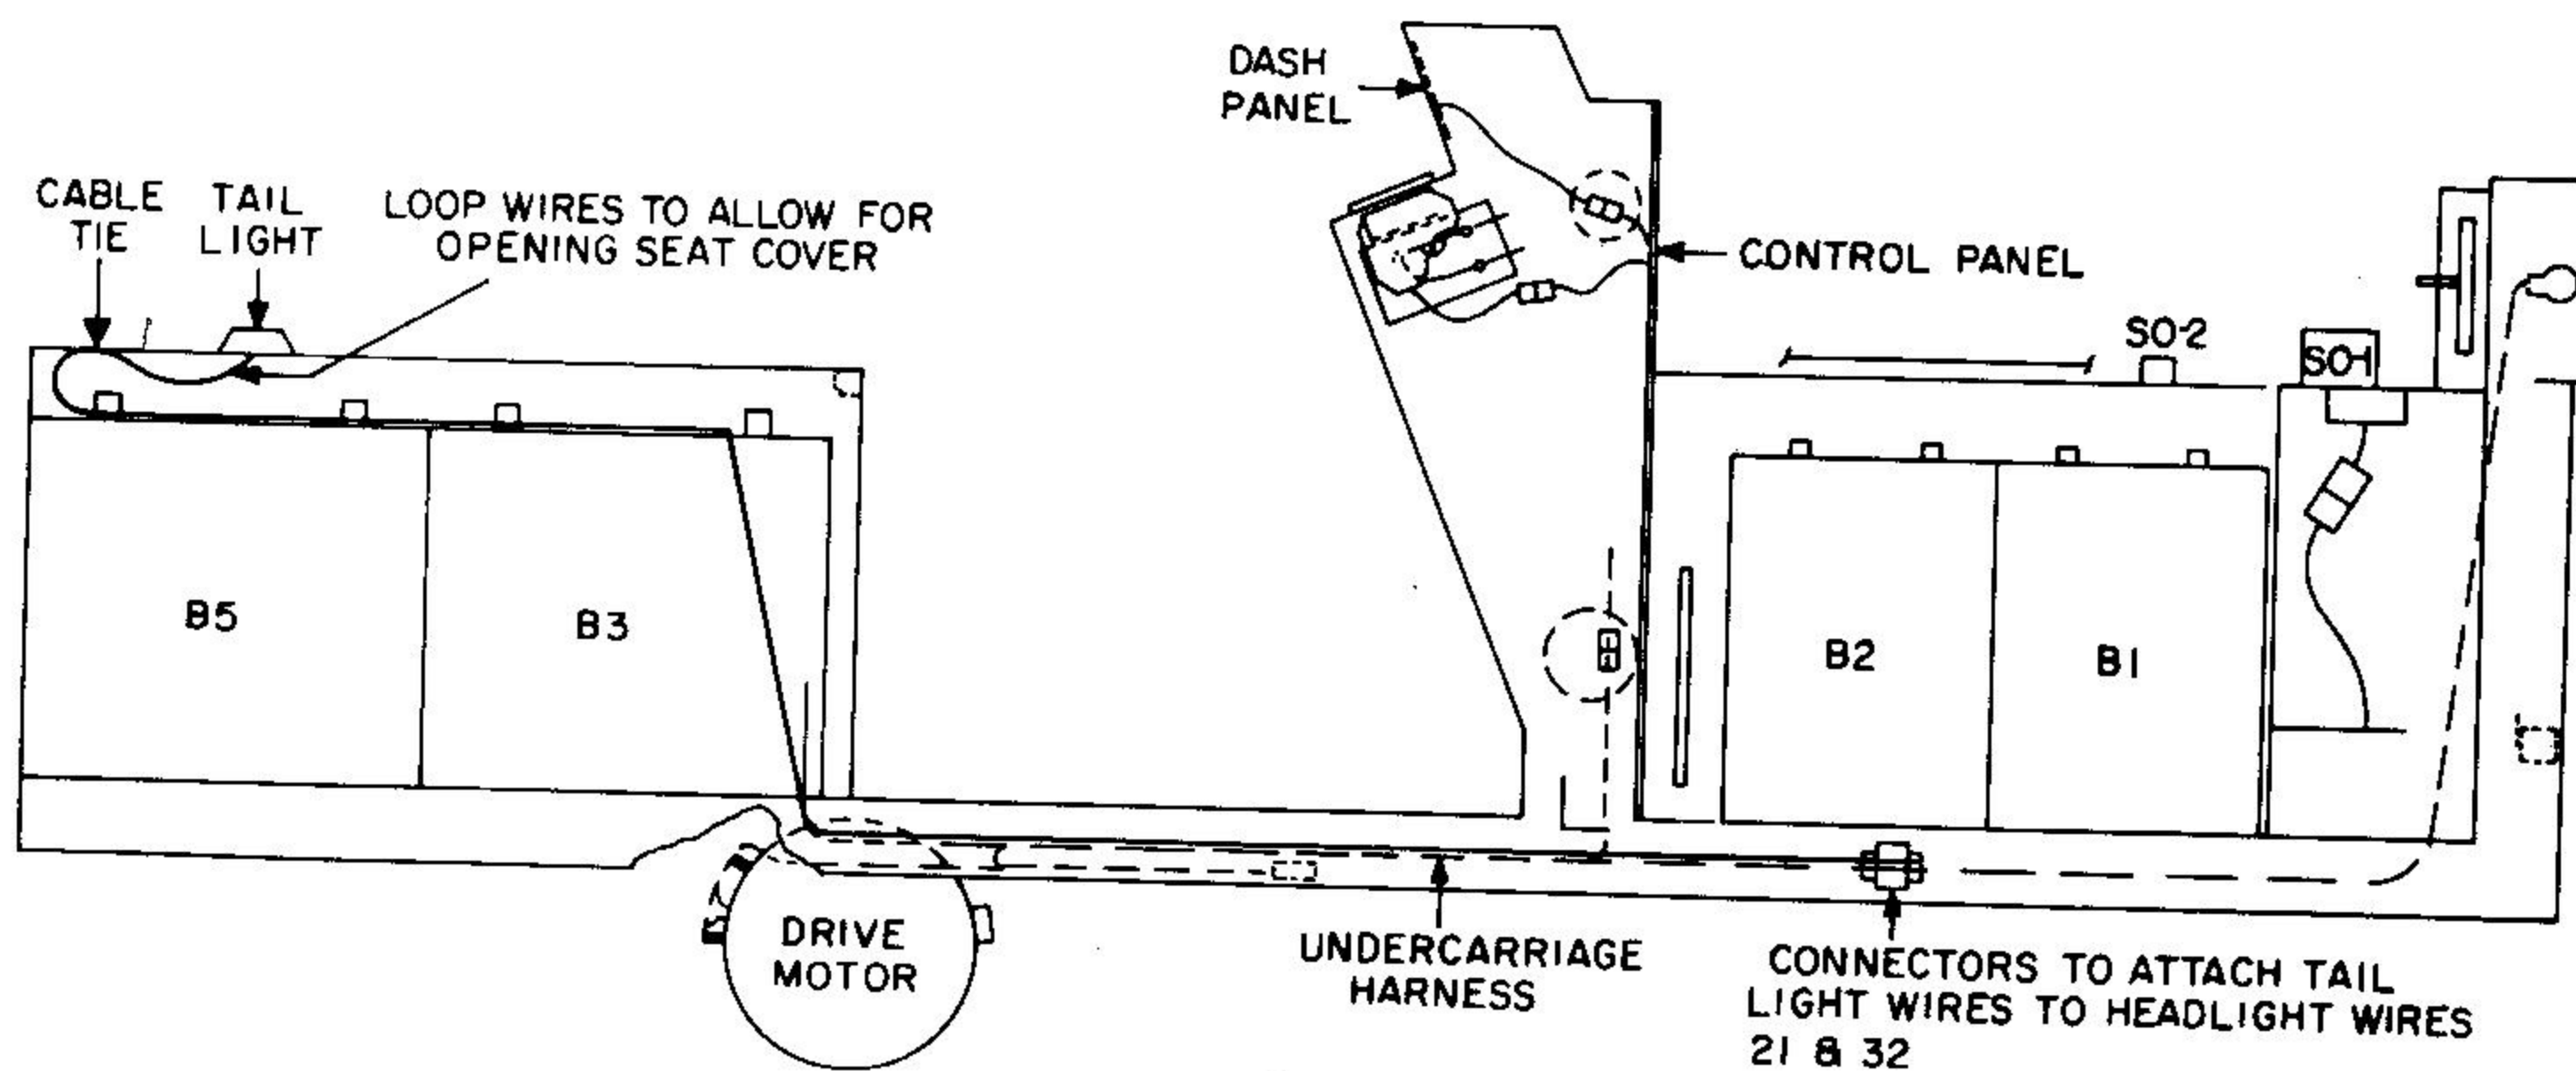 DASH
PANEL
CABLE
TIE
TAIL
LIGHT
LOOP WIRES TO ALLOW FOR
OPENING SEAT COVER
CONTROL PANEL
SO-2
SO-1
B5
B3
B2
B1
DRIVE
MOTOR
UNDERCARRIAGE
HARNESS
CONNECTORS TO ATTACH TAIL
LIGHT WIRES TO HEADLIGHT WIRES
21 & 32